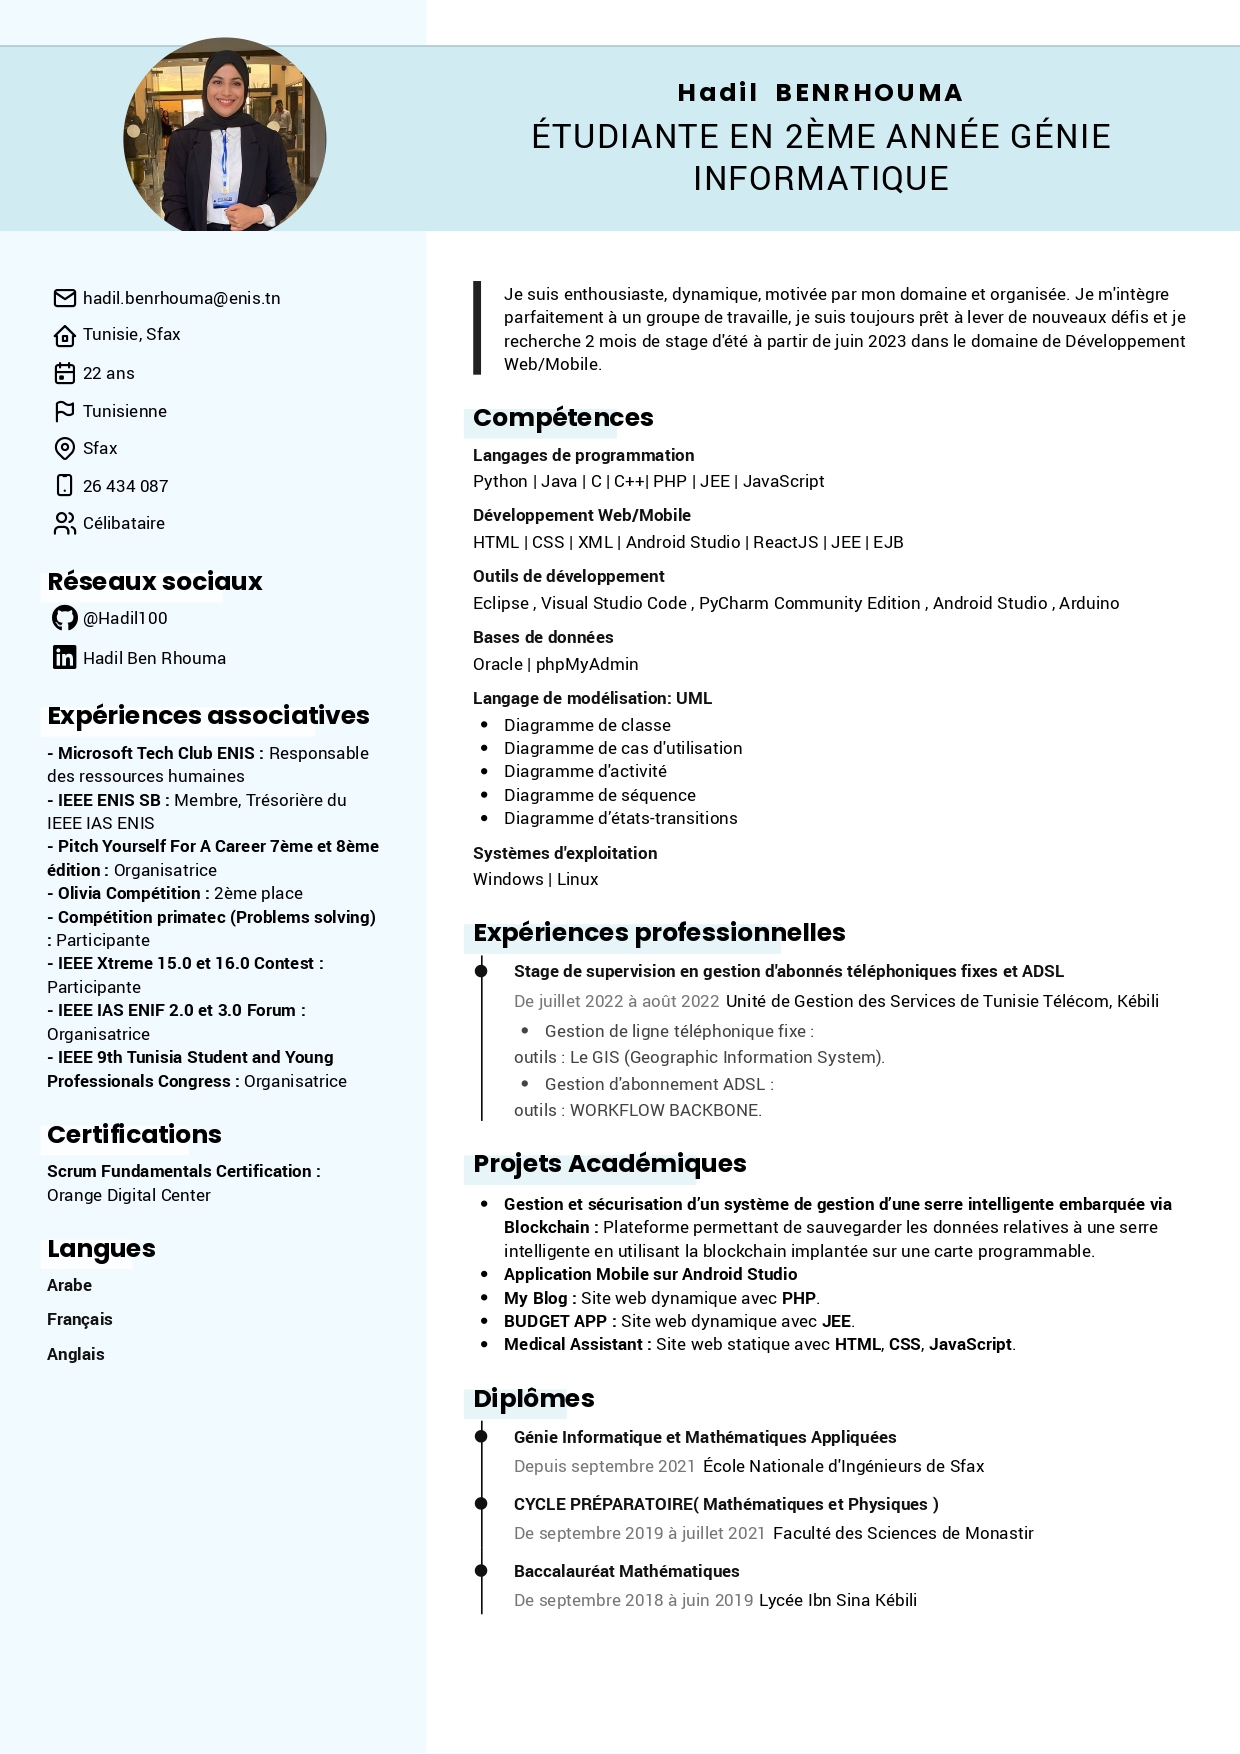 Hadil BENRHOUMA
ÉTUDIANTE EN 2ÈME ANNÉE GÉNIE
INFORMATIQUE
hadil.benrhouma@enis.tn
Tunisie, Sfax
22 ans
Tunisienne
Sfax
26 434 087
Célibataire
Réseaux sociaux
@Hadil100
Hadil Ben Rhouma
Expériences associatives
- Microsoft Tech Club ENIS : Responsable
des ressources humaines
- IEEE ENIS SB : Membre, Trésorière du
IEEE IAS ENIS
- Pitch Yourself For A Career 7ème et 8ème
édition : Organisatrice
- Olivia Compétition : 2ème place
- Compétition primatec (Problems solving)
: Participante
- IEEE Xtreme 15.0 et 16.0 Contest :
Participante
- IEEE IAS ENIF 2.0 et 3.0 Forum :
Organisatrice
- IEEE 9th Tunisia Student and Young
Professionals Congress : Organisatrice
Certifications
Scrum Fundamentals Certification :
Orange Digital Center
Langues
Arabe
Français
Anglais
Je suis enthousiaste, dynamique, motivée par mon domaine et organisée. Je m'intègre
parfaitement à un groupe de travaille, je suis toujours prêt à lever de nouveaux défis et je
recherche 2 mois de stage d'été à partir de juin 2023 dans le domaine de Développement
Web/Mobile.
Compétences
Langages de programmation
Python | Java | C | C++| PHP | JEE | JavaScript
Développement Web/Mobile
HTML | CSS | XML | Android Studio | ReactJS | JEE | EJB
Outils de développement
Eclipse , Visual Studio Code , PyCharm Community Edition , Android Studio , Arduino
Bases de données
Oracle | phpMyAdmin
Langage de modélisation: UML
• Diagramme de classe
• Diagramme de cas d'utilisation
• Diagramme d'activité
• Diagramme de séquence
• Diagramme d’états-transitions
Systèmes d'exploitation
Windows | Linux
Expériences professionnelles
Stage de supervision en gestion d'abonnés téléphoniques fixes et ADSL
De juillet 2022 à août 2022 Unité de Gestion des Services de Tunisie Télécom, Kébili
• Gestion de ligne téléphonique fixe :
outils : Le GIS (Geographic Information System).
• Gestion d'abonnement ADSL :
outils : WORKFLOW BACKBONE.
Projets Académiques
• Gestion et sécurisation d’un système de gestion d’une serre intelligente embarquée via
Blockchain : Plateforme permettant de sauvegarder les données relatives à une serre
intelligente en utilisant la blockchain implantée sur une carte programmable.
• Application Mobile sur Android Studio
• My Blog : Site web dynamique avec PHP.
• BUDGET APP : Site web dynamique avec JEE.
• Medical Assistant : Site web statique avec HTML, CSS, JavaScript.
Diplômes
Génie Informatique et Mathématiques Appliquées
Depuis septembre 2021 École Nationale d'Ingénieurs de Sfax
CYCLE PRÉPARATOIRE( Mathématiques et Physiques )
De septembre 2019 à juillet 2021 Faculté des Sciences de Monastir
Baccalauréat Mathématiques
De septembre 2018 à juin 2019 Lycée Ibn Sina Kébili